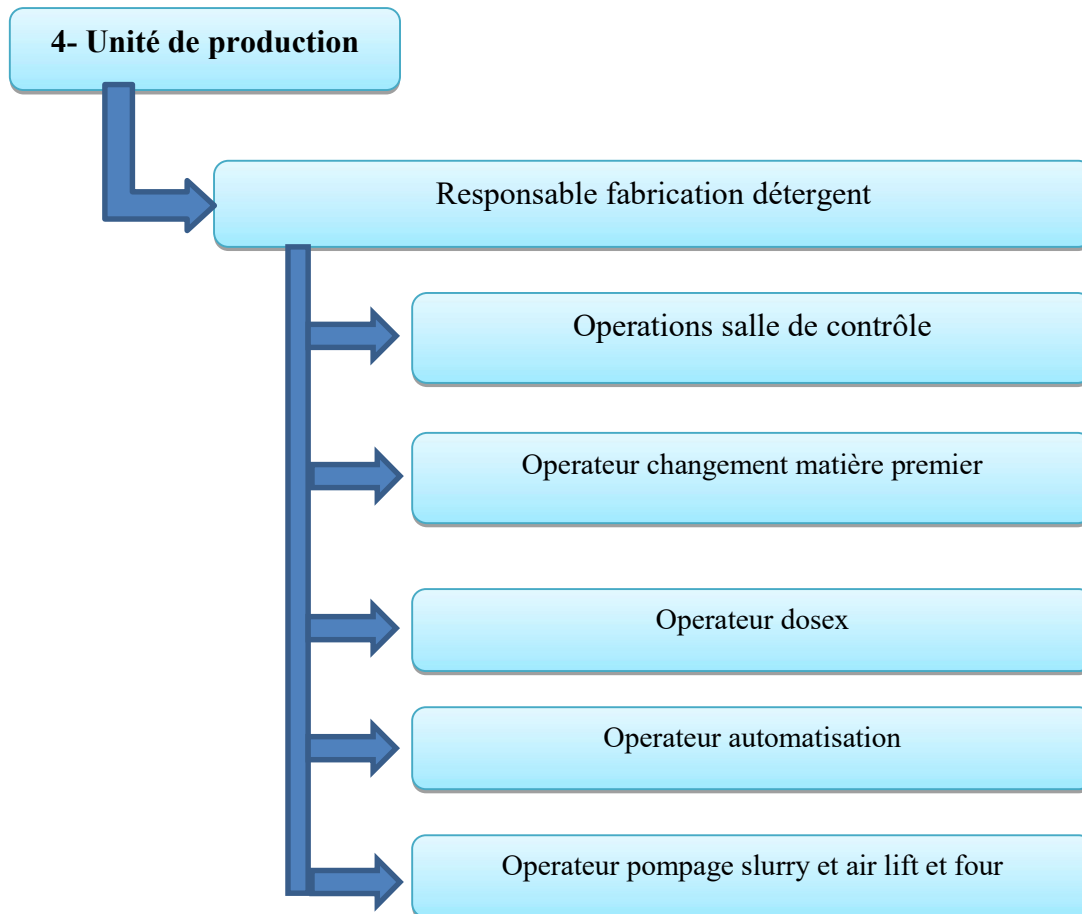 4- Unité de production
Responsable fabrication détergent
Operations salle de contrôle
Operateur changement matière premier
Operateur dosex
Operateur automatisation
Operateur pompage slurry et air lift et four